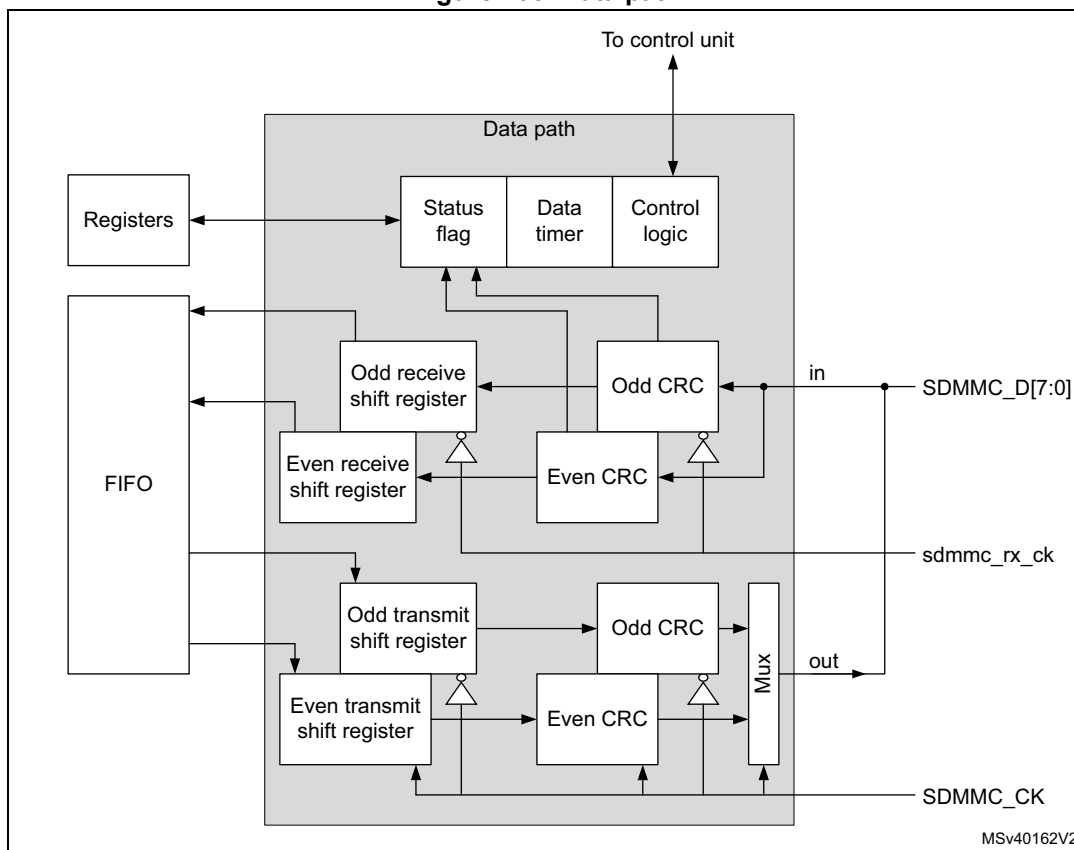 To control unit
Data path
Registers
Status
flag
Data
timer
Control
logic
FIFO
Odd receive
shift register
Odd CRC
in
SDMMC_D[7:0]
Even receive
shift register
Even CRC
sdmmc_rx_ck
Odd transmit
shift register
Odd CRC
Mux
out
Even transmit
shift register
Even CRC
SDMMC_CK
MSv40162V2